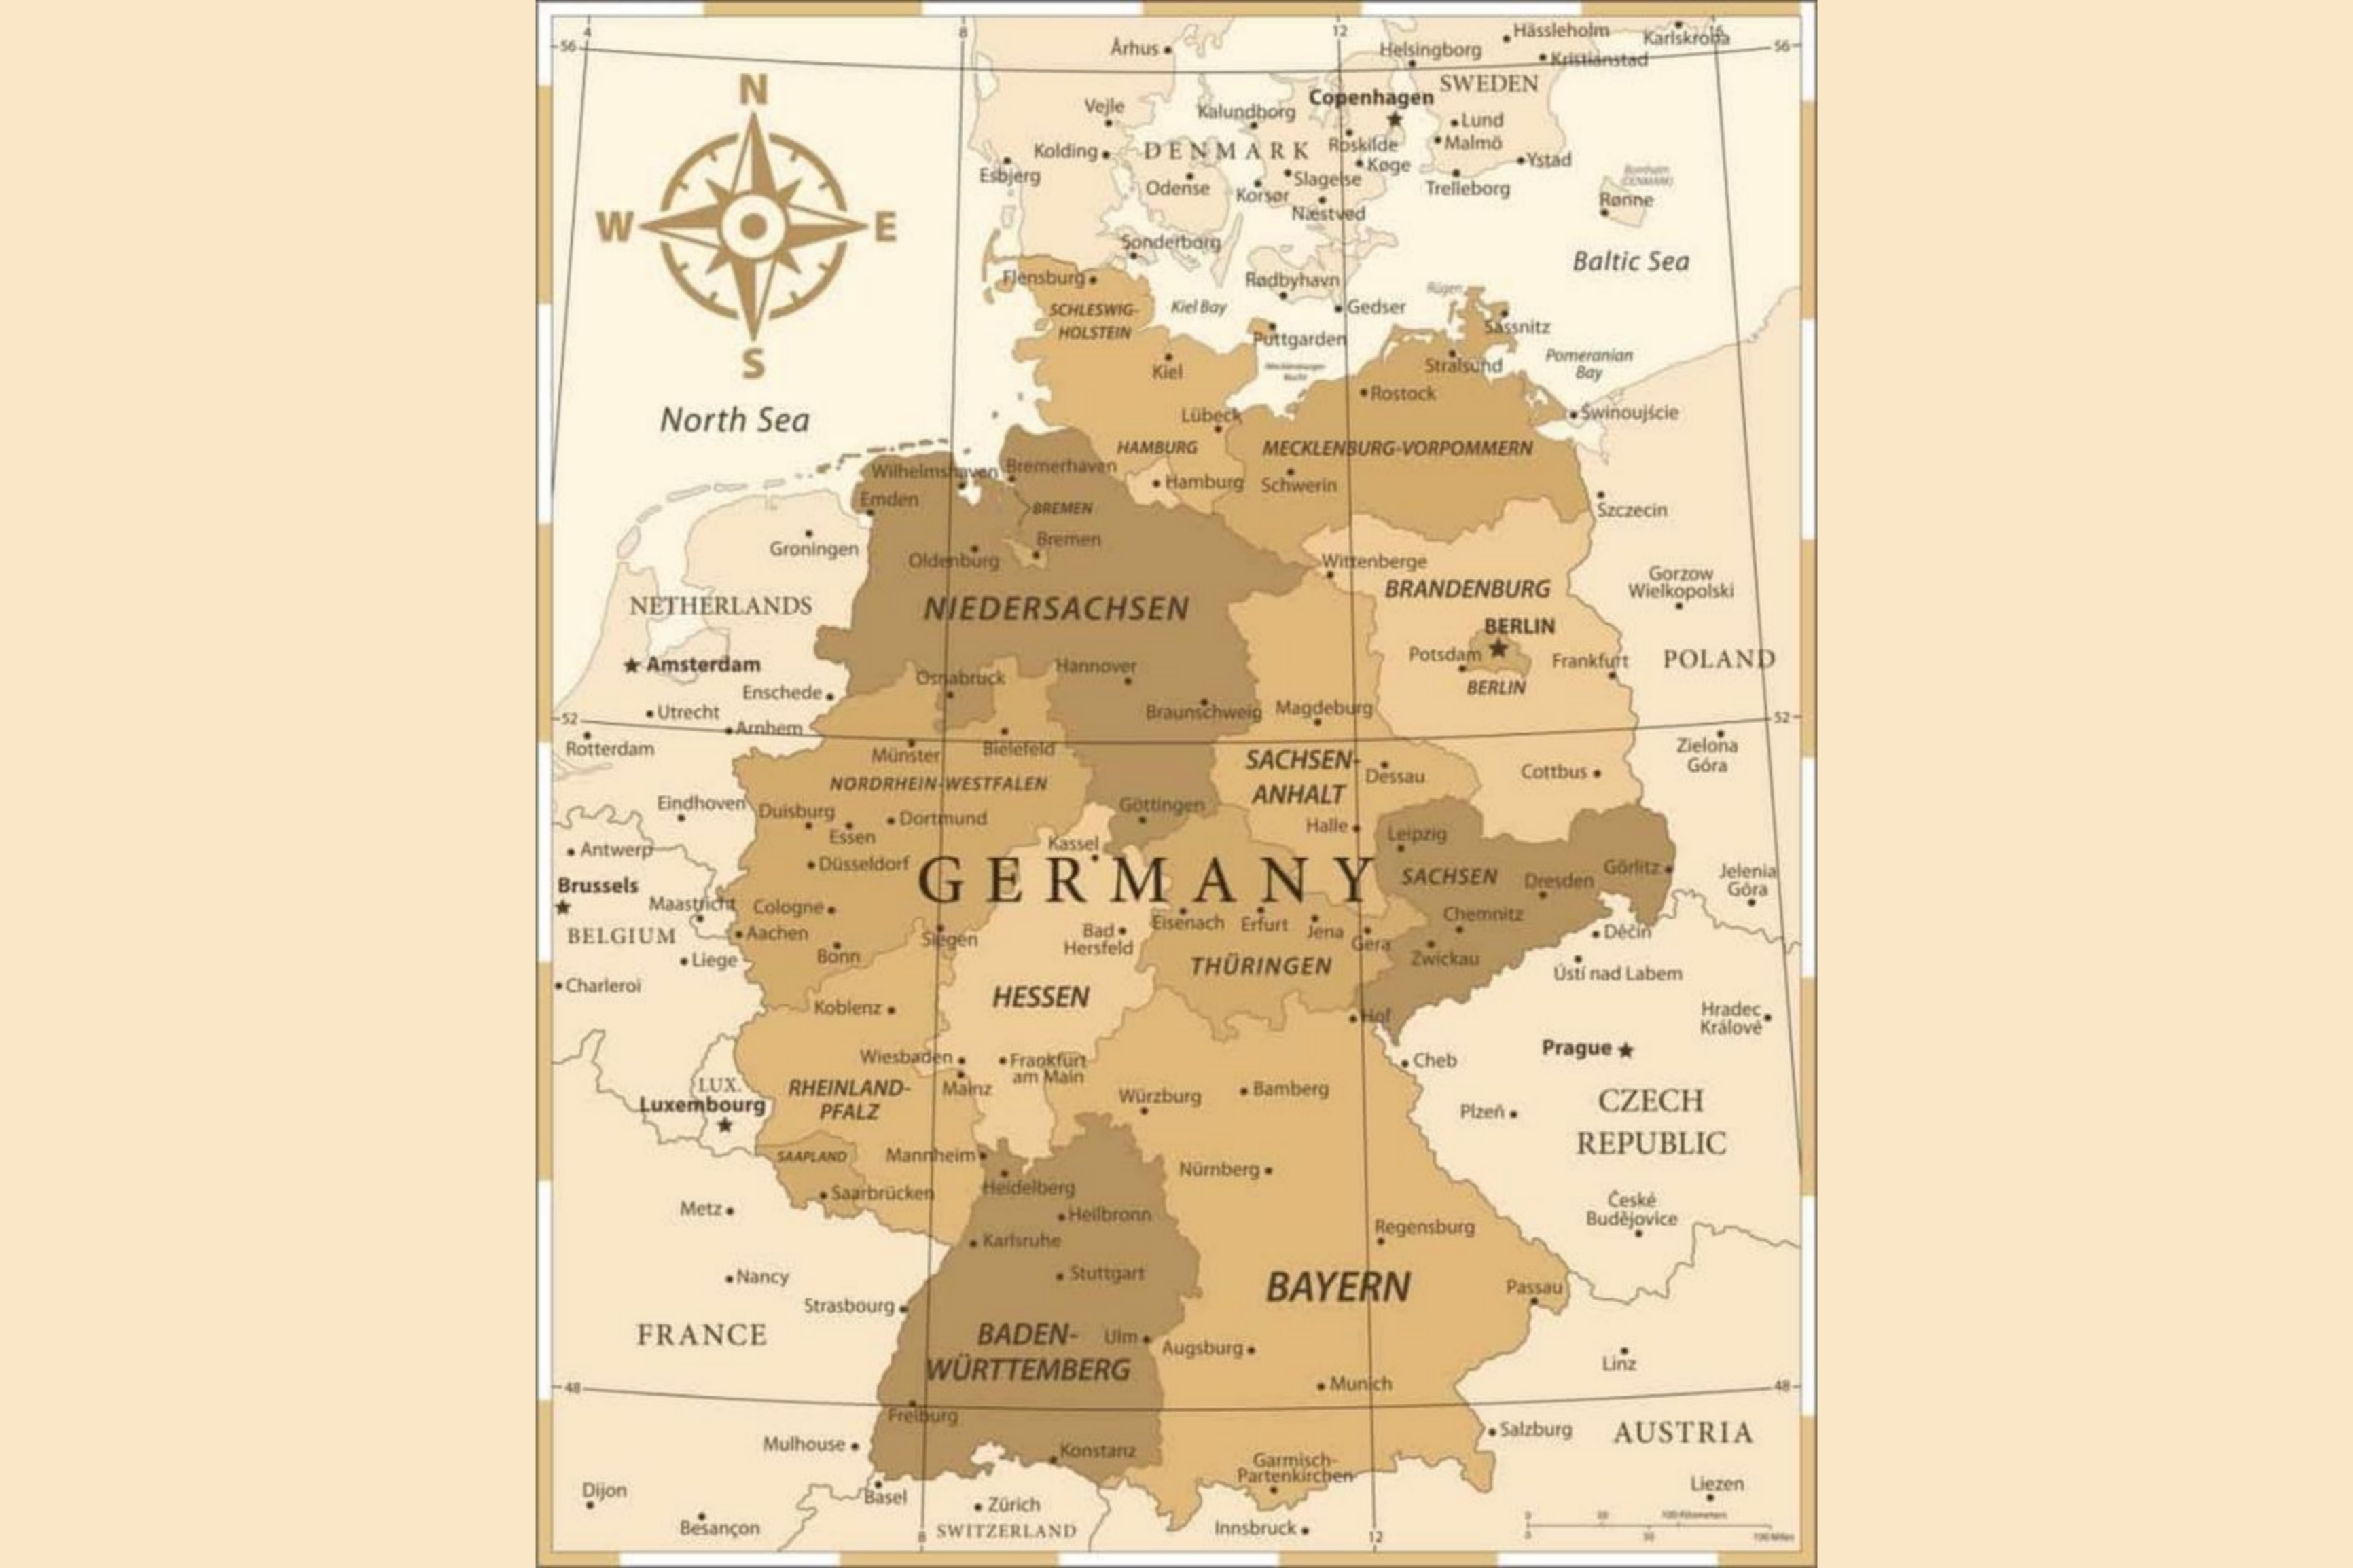 4
8
12
16
56
56
Århus
Hässleholm
Karlskrona
Helsingborg
Kristianstad
SWEDEN
N
Copenhagen
Vejle
Kalundborg
Lund
Roskilde
Malmö
Kolding
DENMARK
Køge
Ystad
Esbjerg
Odense
Slagelse
Korsør
Trelleborg
Bornholm
(DENMARK)
Rønne
Næstved
W
E
Sonderborg
Baltic Sea
Flensburg
Rødbyhavn
Rügen
SCHLESWIG-
HOLSTEIN
Kiel Bay
Gedser
Sassnitz
Puttgarden
S
Kiel
Stralsund
Pomeranian
Bay
Rostock
North Sea
Lübeck
Świnoujście
HAMBURG
MECKLENBURG-VORPOMMERN
Wilhelmshaven
Bremerhaven
Hamburg
Schwerin
Emden
BREMEN
Szczecin
Groningen
Bremen
Oldenburg
Wittenberge
Gorzow
Wielkopolski
NETHERLANDS
NIEDERSACHSEN
BRANDENBURG
BERLIN
Amsterdam
Hannover
Potsdam
Frankfurt
POLAND
Enschede
Osnabrück
BERLIN
Utrecht
Braunschweig
Magdeburg
52
52
Arnhem
Rotterdam
Münster
Bielefeld
Zielona
Góra
SACHSEN-
ANHALT
Dessau
Cottbus
NORDRHEIN-WESTFALEN
Eindhoven
Duisburg
Göttingen
Essen
Dortmund
Halle
Leipzig
Antwerp
Kassel
Düsseldorf
GERMANY
SACHSEN
Görlitz
Jelenia
Góra
Brussels
Dresden
Maastricht
Cologne
Chemnitz
BELGIUM
Aachen
Siegen
Bad
Hersfeld
Eisenach
Erfurt
Jena
Gera
Děčín
Liege
Bonn
THÜRINGEN
Zwickau
Ústí nad Labem
Charleroi
HESSEN
Koblenz
Hof
Hradec
Králové
Wiesbaden
Frankfurt
am Main
Cheb
Prague
LUX.
Luxembourg
RHEINLAND-
PFALZ
Mainz
Würzburg
Bamberg
Plzeň
CZECH
REPUBLIC
SAAPLAND
Mannheim
Nürnberg
Saarbrücken
Heidelberg
Metz
Heilbronn
České
Budějovice
Regensburg
Karlsruhe
Nancy
Stuttgart
BAYERN
Passau
Strasbourg
FRANCE
BADEN-
WÜRTTEMBERG
Ulm
Augsburg
Linz
48
48
Munich
Freiburg
Salzburg
AUSTRIA
Mulhouse
Konstanz
Garmisch-
Partenkirchen
Dijon
Basel
Zürich
Liezen
Besançon
8
SWITZERLAND
Innsbruck
12
0
50
100 Kilometers
0
50
100 Miles